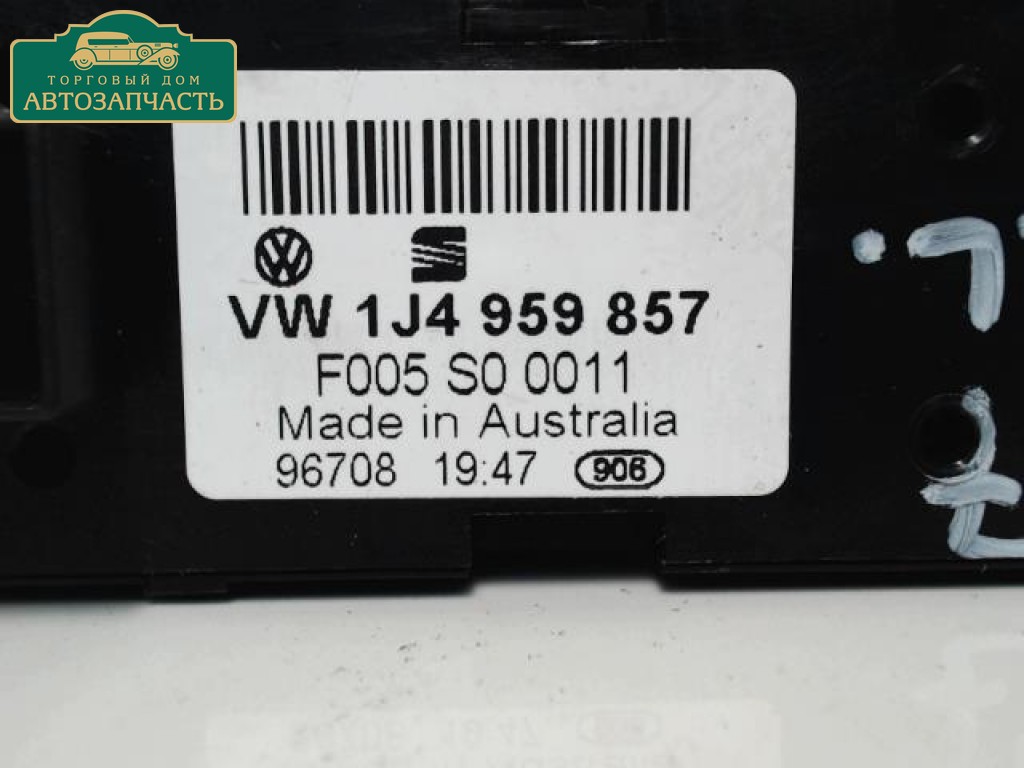 ТОРГОВЫЙ ДОМ
АВТОЗАПЧАСТЬ
VW 1J4 959 857
F005 S0 0011
Made in Australia
96708 19:47 906